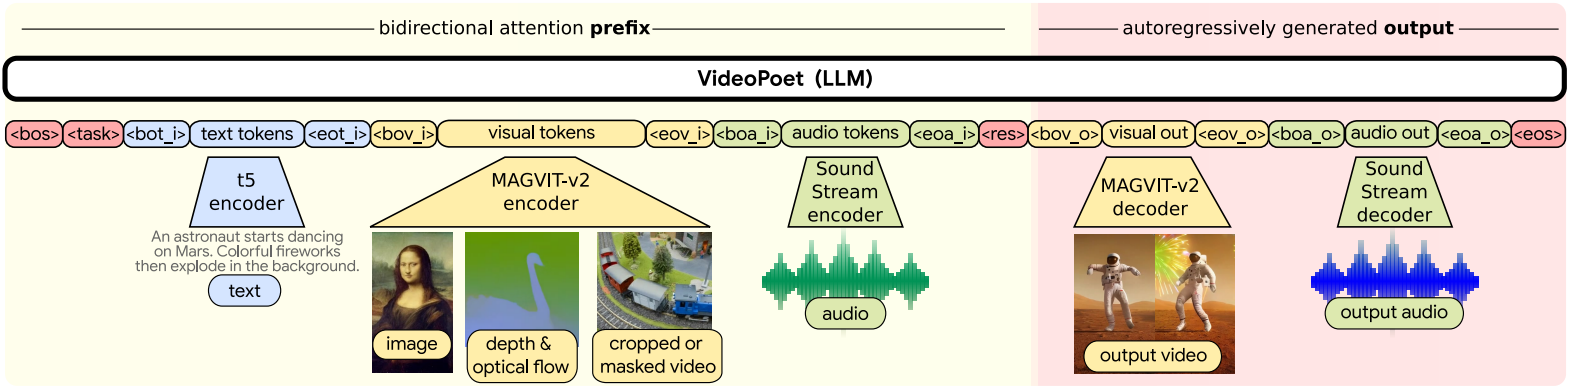 bidirectional attention prefix
autoregressively generated output
VideoPoet (LLM)
<bos> <task> <bot_i> text tokens <eot_i> <bov_i> visual tokens <eov_i> <boa_i> audio tokens <eoa_i> <res> <bov_o> visual out <eov_o> <boa_o> audio out <eoa_o> <eos>
t5
encoder
MAGVIT-v2
encoder
Sound
Stream
encoder
MAGVIT-v2
decoder
Sound
Stream
decoder
An astronaut starts dancing
on Mars. Colorful fireworks
then explode in the background.
text
image
depth &
optical flow
cropped or
masked video
audio
output video
output audio